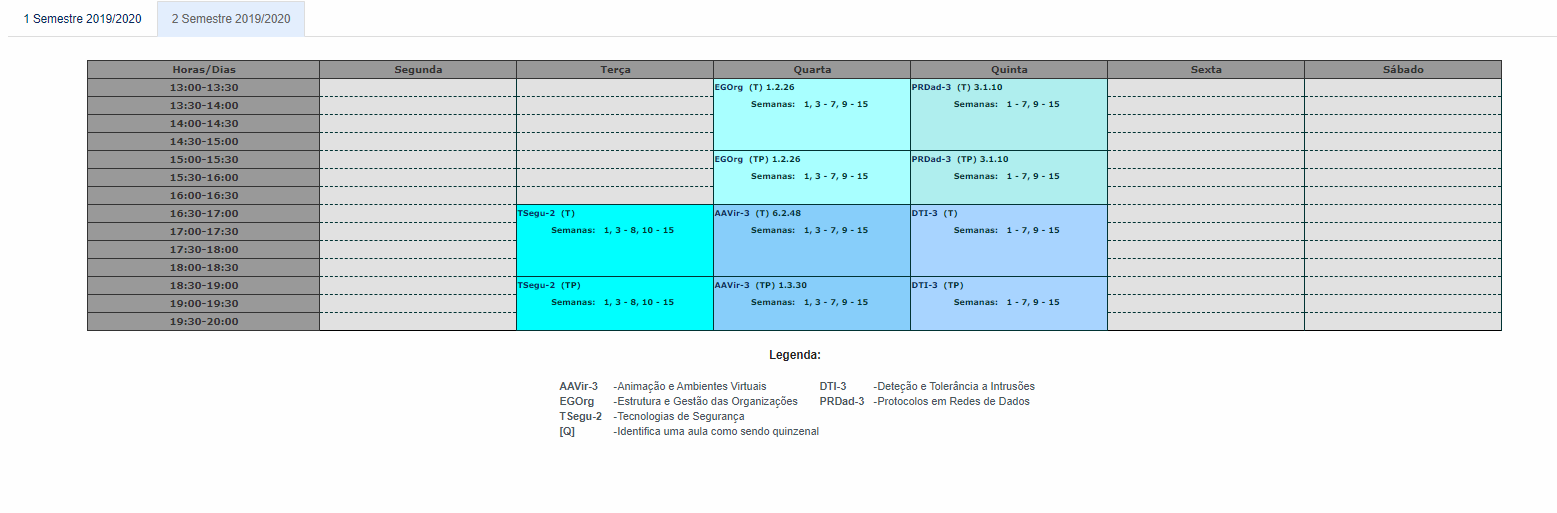 1 Semestre 2019/2020 2 Semestre 2019/2020
Horas/Dias Segunda Terça Quarta Quinta Sexta Sábado
13:00-13:30 EGOrg (T) 1.2.26 PRDad-3 (T) 3.1.10
13:30-14:00 Semanas: 1, 3 - 7, 9 - 15 Semanas: 1 - 7, 9 - 15
14:00-14:30
14:30-15:00
15:00-15:30 EGOrg (TP) 1.2.26 PRDad-3 (TP) 3.1.10
15:30-16:00 Semanas: 1, 3 - 7, 9 - 15 Semanas: 1 - 7, 9 - 15
16:00-16:30
16:30-17:00 TSegu-2 (T) AAVir-3 (T) 6.2.48 DTI-3 (T)
17:00-17:30 Semanas: 1, 3 - 8, 10 - 15 Semanas: 1, 3 - 7, 9 - 15 Semanas: 1 - 7, 9 - 15
17:30-18:00
18:00-18:30
18:30-19:00 TSegu-2 (TP) AAVir-3 (TP) 1.3.30 DTI-3 (TP)
19:00-19:30 Semanas: 1, 3 - 8, 10 - 15 Semanas: 1, 3 - 7, 9 - 15 Semanas: 1 - 7, 9 - 15
19:30-20:00
Legenda:
AAVir-3 -Animação e Ambientes Virtuais DTI-3 -Deteção e Tolerância a Intrusões
EGOrg -Estrutura e Gestão das Organizações PRDad-3 -Protocolos em Redes de Dados
TSegu-2 -Tecnologias de Segurança
[Q] -Identifica uma aula como sendo quinzenal